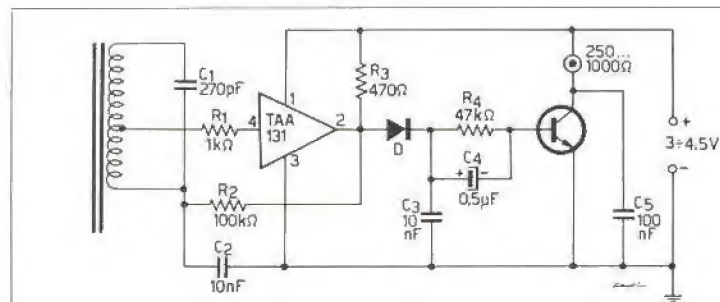 C1
270pF
R1
1kΩ
4
TAA
131
1
2
3
R2
100kΩ
C2
10nF
R3
470Ω
D
R4
47kΩ
C4
+ -
0,5μF
C3
10
nF
250...
1000Ω
C5
100
nF
+
3÷4.5V
-